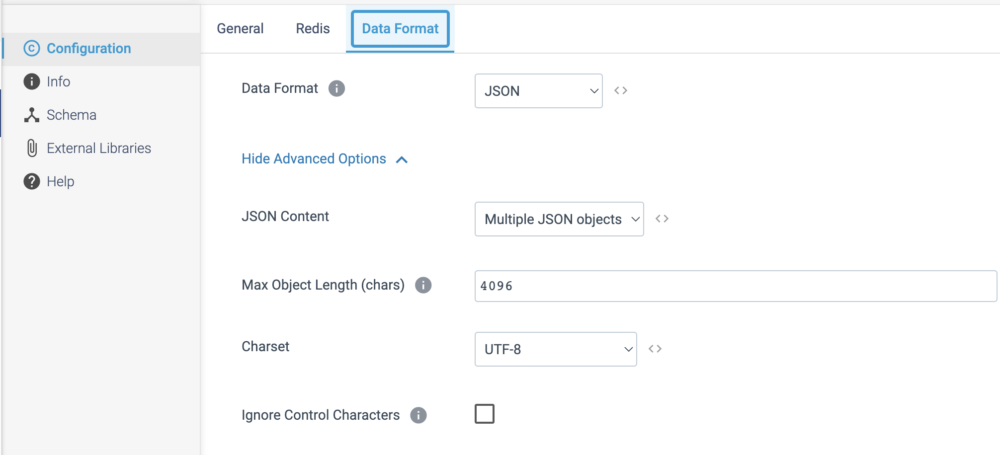 General
Redis
Data Format
Configuration
Info
Schema
External Libraries
Help
Data Format
JSON
Hide Advanced Options
JSON Content
Multiple JSON objects
Max Object Length (chars)
4096
Charset
UTF-8
Ignore Control Characters